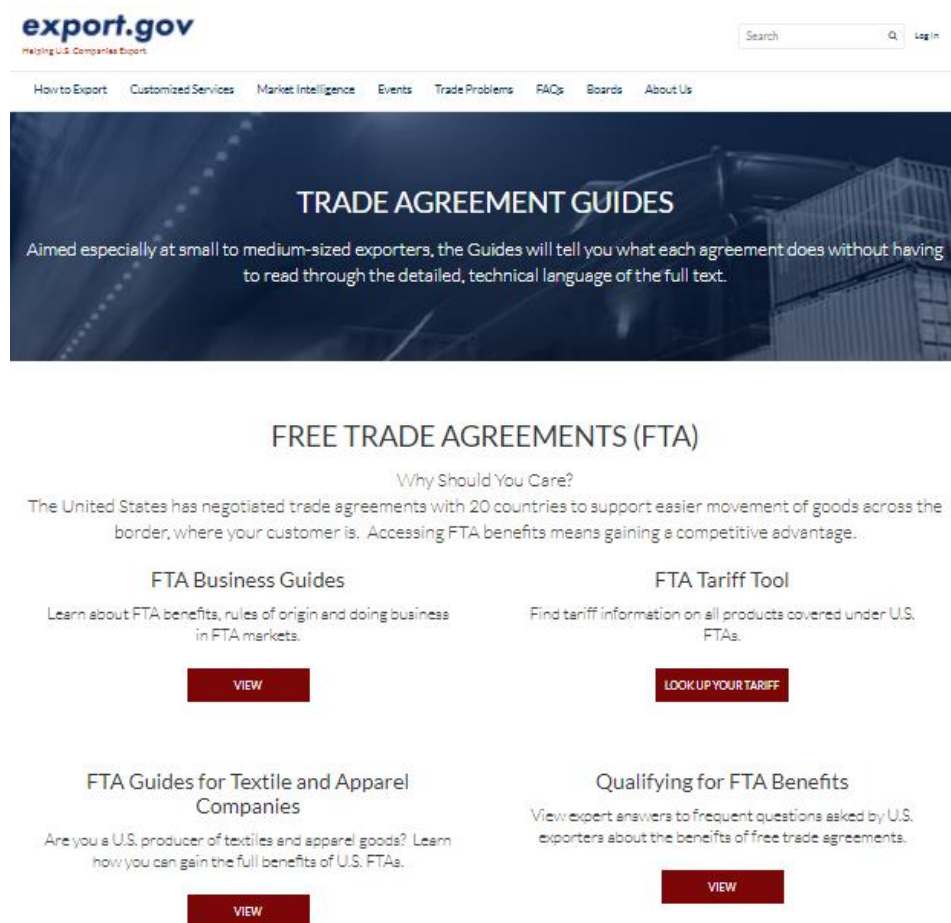 export.gov
Helping U.S. Companies Export
Search
Log In
How to Export Customized Services Market Intelligence Events Trade Problems FAQs Boards About Us
TRADE AGREEMENT GUIDES
Aimed especially at small to medium-sized exporters, the Guides will tell you what each agreement does without having
to read through the detailed, technical language of the full text.
FREE TRADE AGREEMENTS (FTA)
Why Should You Care?
The United States has negotiated trade agreements with 20 countries to support easier movement of goods across the
border, where your customer is. Accessing FTA benefits means gaining a competitive advantage.
FTA Business Guides
Learn about FTA benefits, rules of origin and doing business
in FTA markets.
VIEW
FTA Tariff Tool
Find tariff information on all products covered under U.S.
FTAs.
LOOK UP YOUR TARIFF
FTA Guides for Textile and Apparel
Companies
Are you a U.S. producer of textiles and apparel goods? Learn
how you can gain the full benefits of U.S. FTAs.
VIEW
Qualifying for FTA Benefits
View expert answers to frequent questions asked by U.S.
exporters about the beneifts of free trade agreements.
VIEW